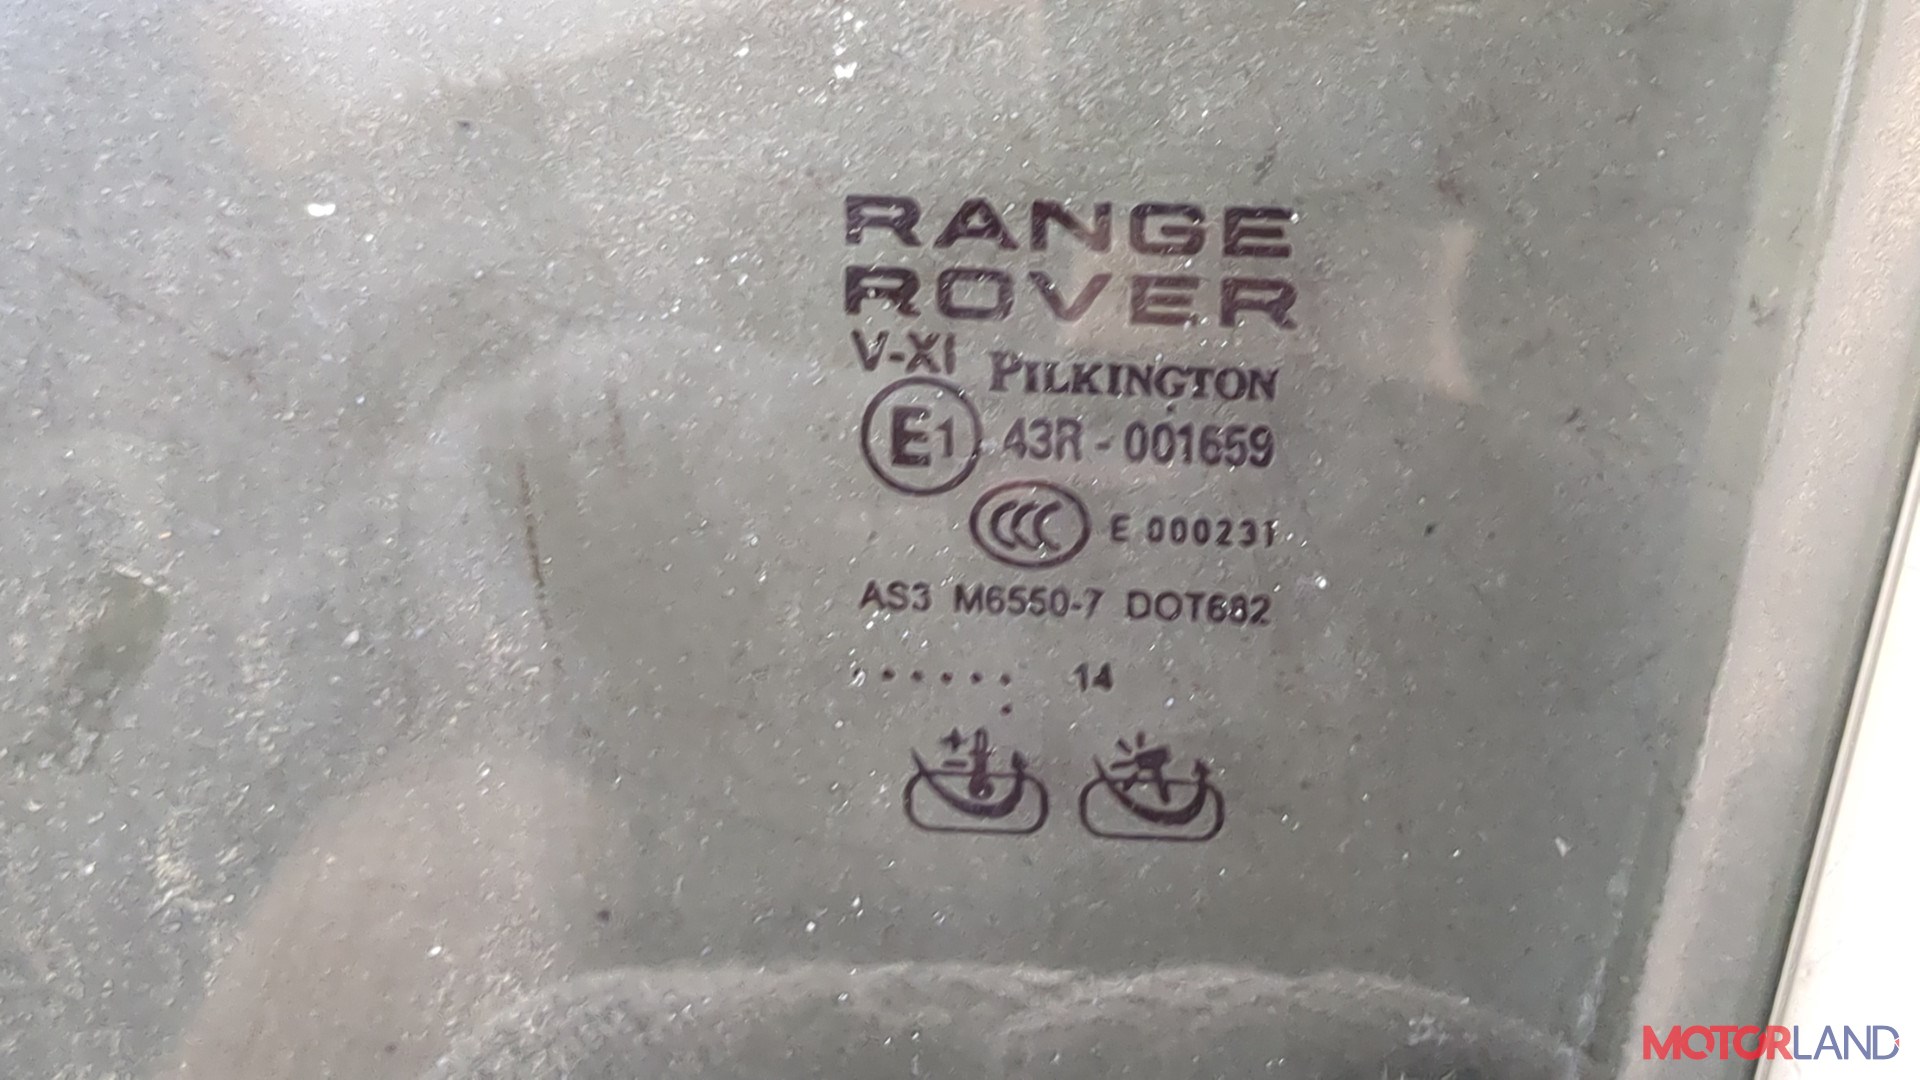 RANGE
ROVER
V-XI PILKINGTON
E1 43R - 001659
CCC E 000231
AS3 M6550-7 DOT682
...... 14
.
MOTORLAND